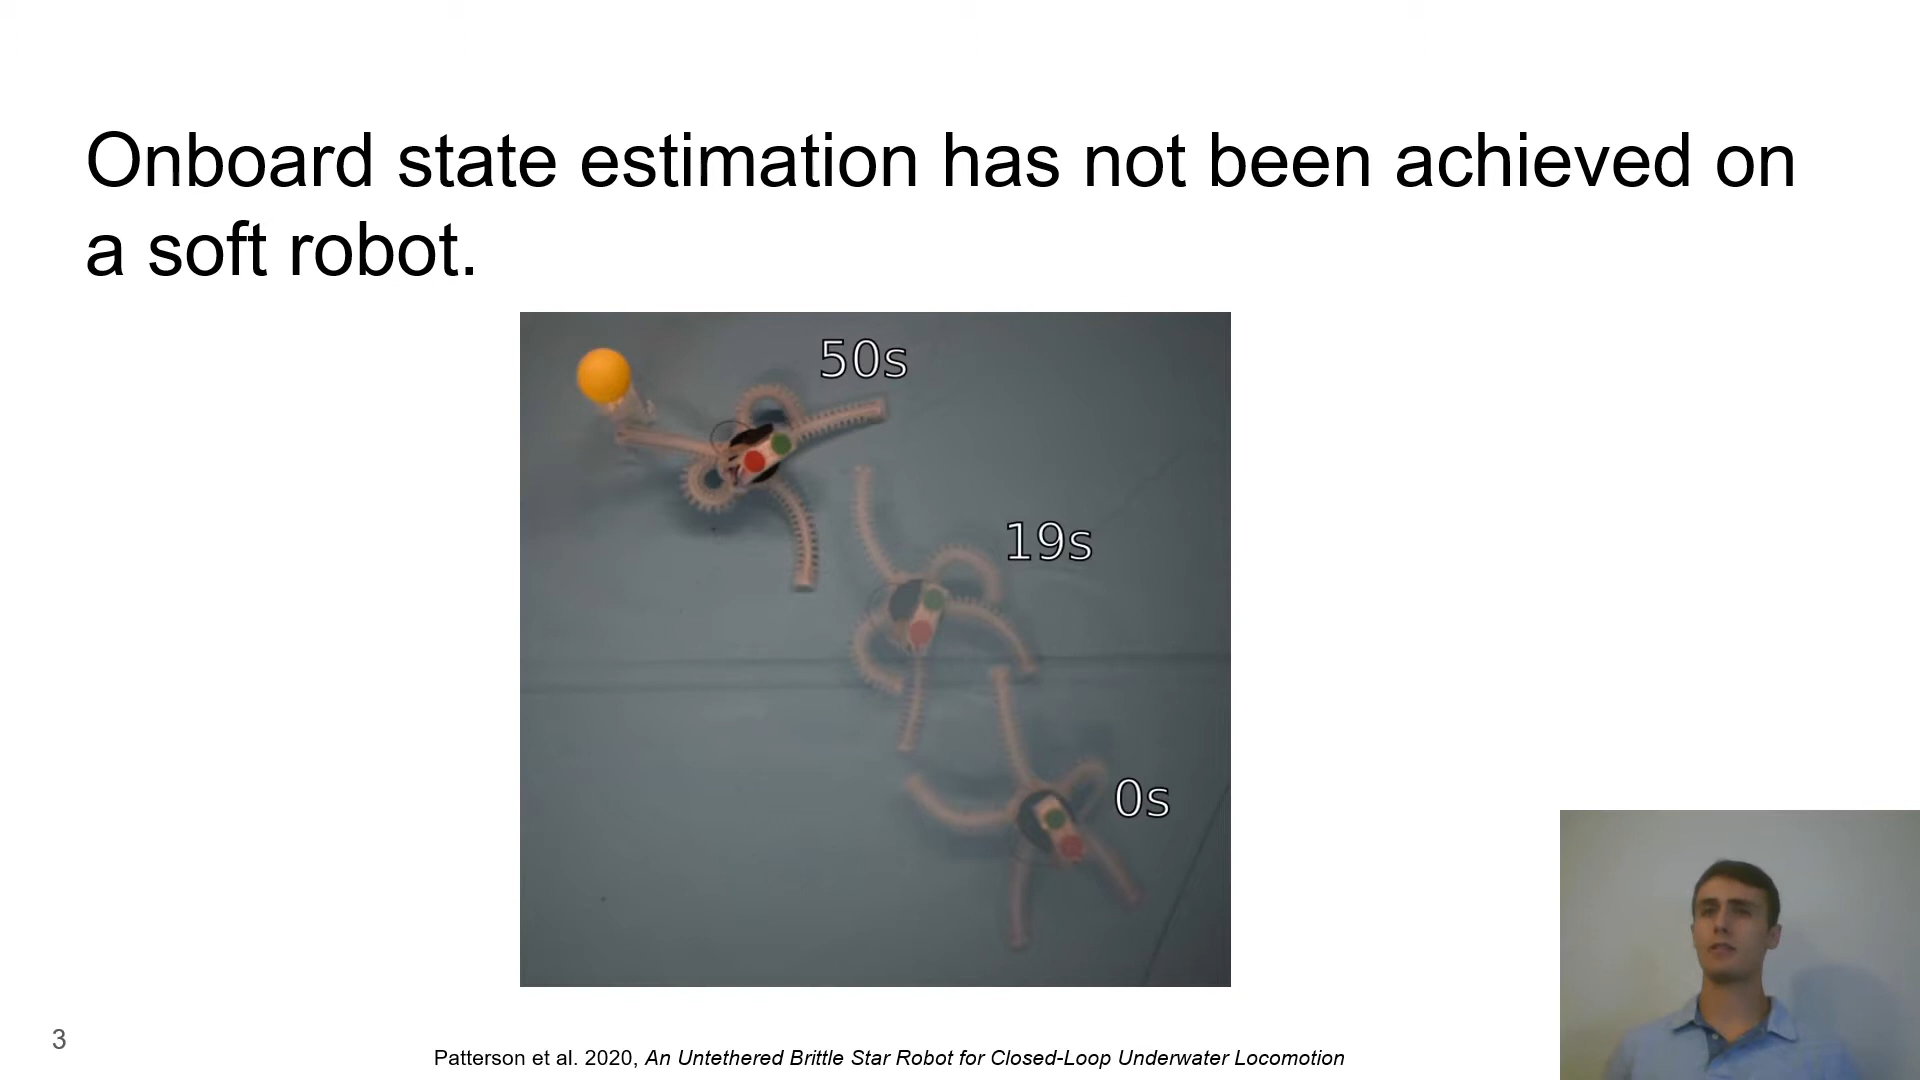 Onboard state estimation has not been achieved on
a soft robot.
50s
19s
0s
3
Patterson et al. 2020, An Untethered Brittle Star Robot for Closed-Loop Underwater Locomotion